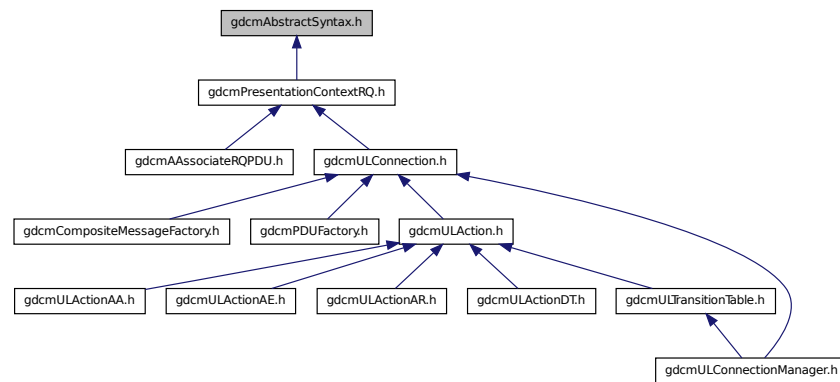 gdcmAbstractSyntax.h
gdcmPresentationContextRQ.h
gdcmAAssociateRQPDU.h
gdcmULConnection.h
gdcmCompositeMessageFactory.h
gdcmPDUFactory.h
gdcmULAction.h
gdcmULActionAA.h
gdcmULActionAE.h
gdcmULActionAR.h
gdcmULActionDT.h
gdcmULTransitionTable.h
gdcmULConnectionManager.h